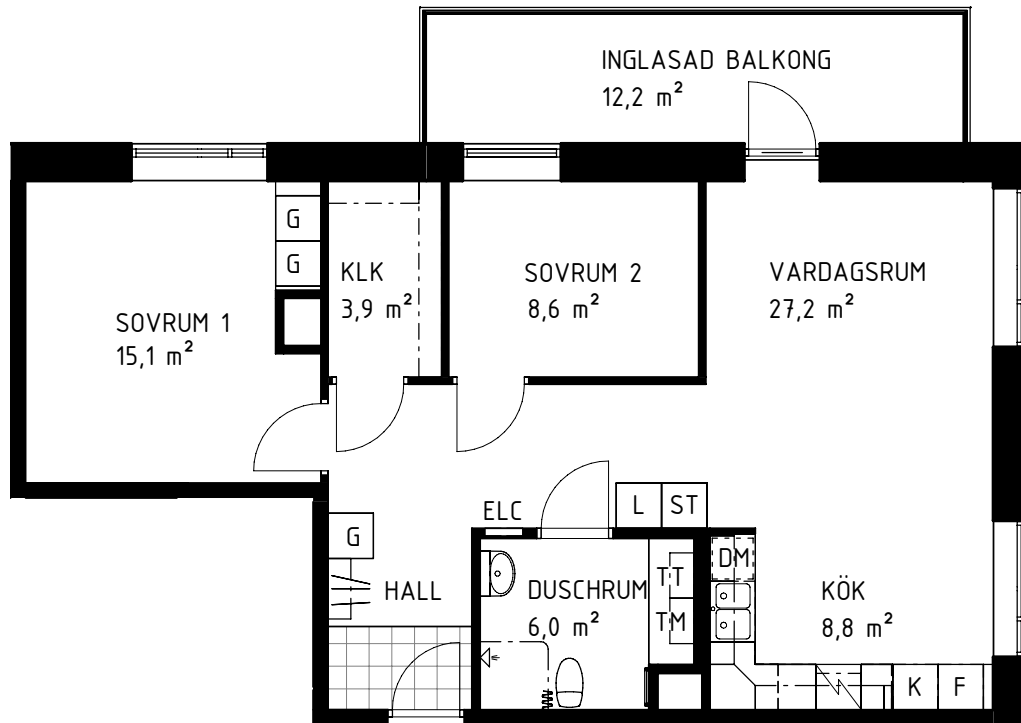 INGLASAD BALKONG
12,2 m²
G
G
KLK
3,9 m²
SOVRUM 2
8,6 m²
VARDAGSRUM
27,2 m²
SOVRUM 1
15,1 m²
L
ST
ELC
G
HALL
DUSCHRUM
6,0 m²
TT
TM
DM
KÖK
8,8 m²
K
F